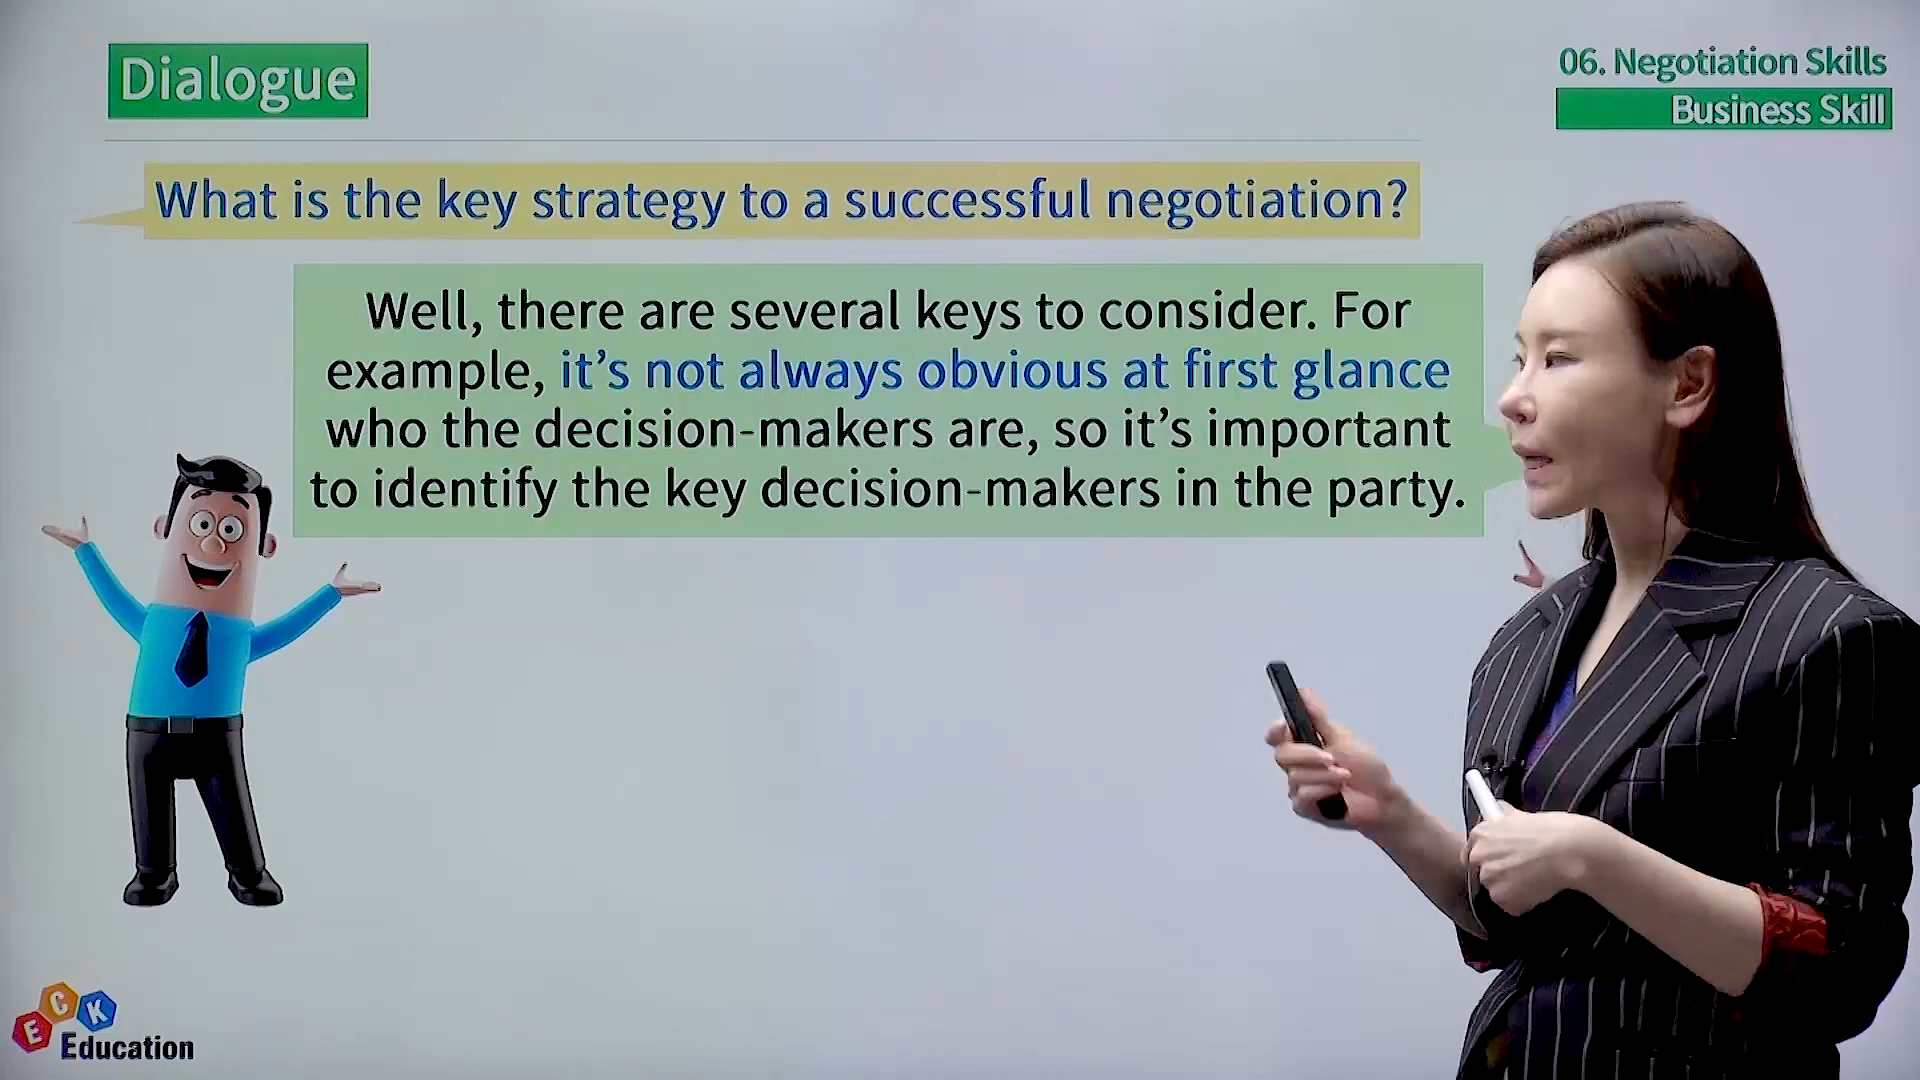 Dialogue
06. Negotiation Skills
Business Skill
What is the key strategy to a successful negotiation?
Well, there are several keys to consider. For
example, it's not always obvious at first glance
who the decision-makers are, so it's important
to identify the key decision-makers in the party.
ECK
Education